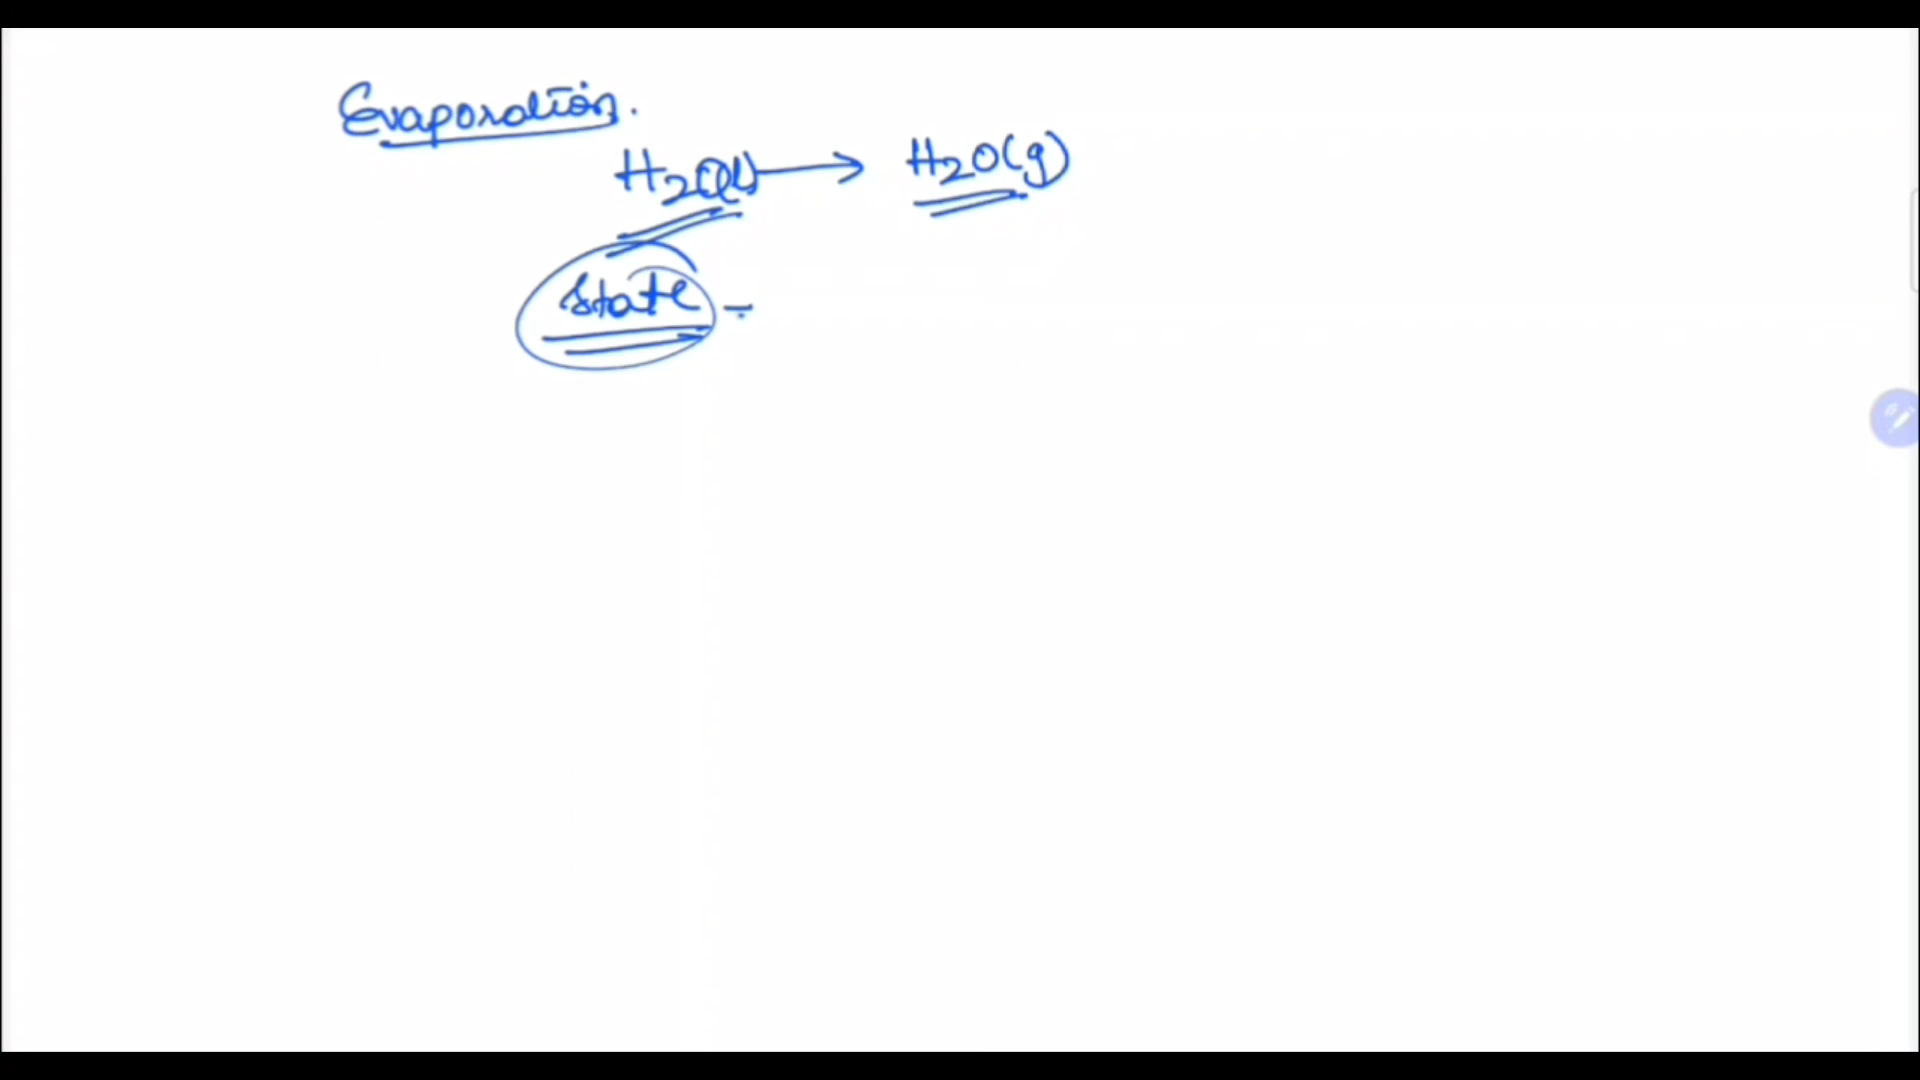 Evaporation.
H2O(l) → H2O(g)
State -